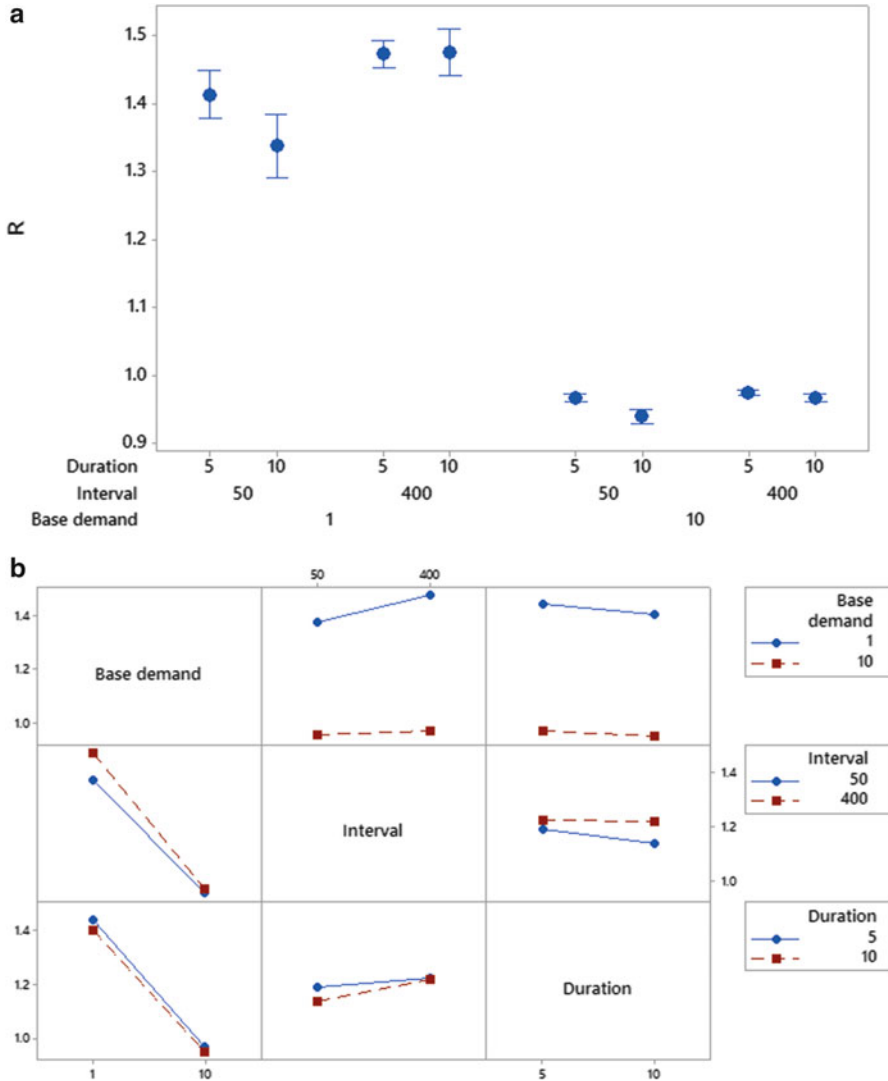 a
1.5
1.4
1.3
1.2
1.1
1.0
0.9
R
Duration 5 10 5 10 5 10 5 10
Interval 50 400 50 400
Base demand 1 10
b
50 400
1.4
1.2
1.0
Base demand
Base
demand
1
10
Interval
1.4
1.2
1.0
Interval
50
400
1.4
1.2
1.0
Duration
Duration
5
10
1 10 5 10